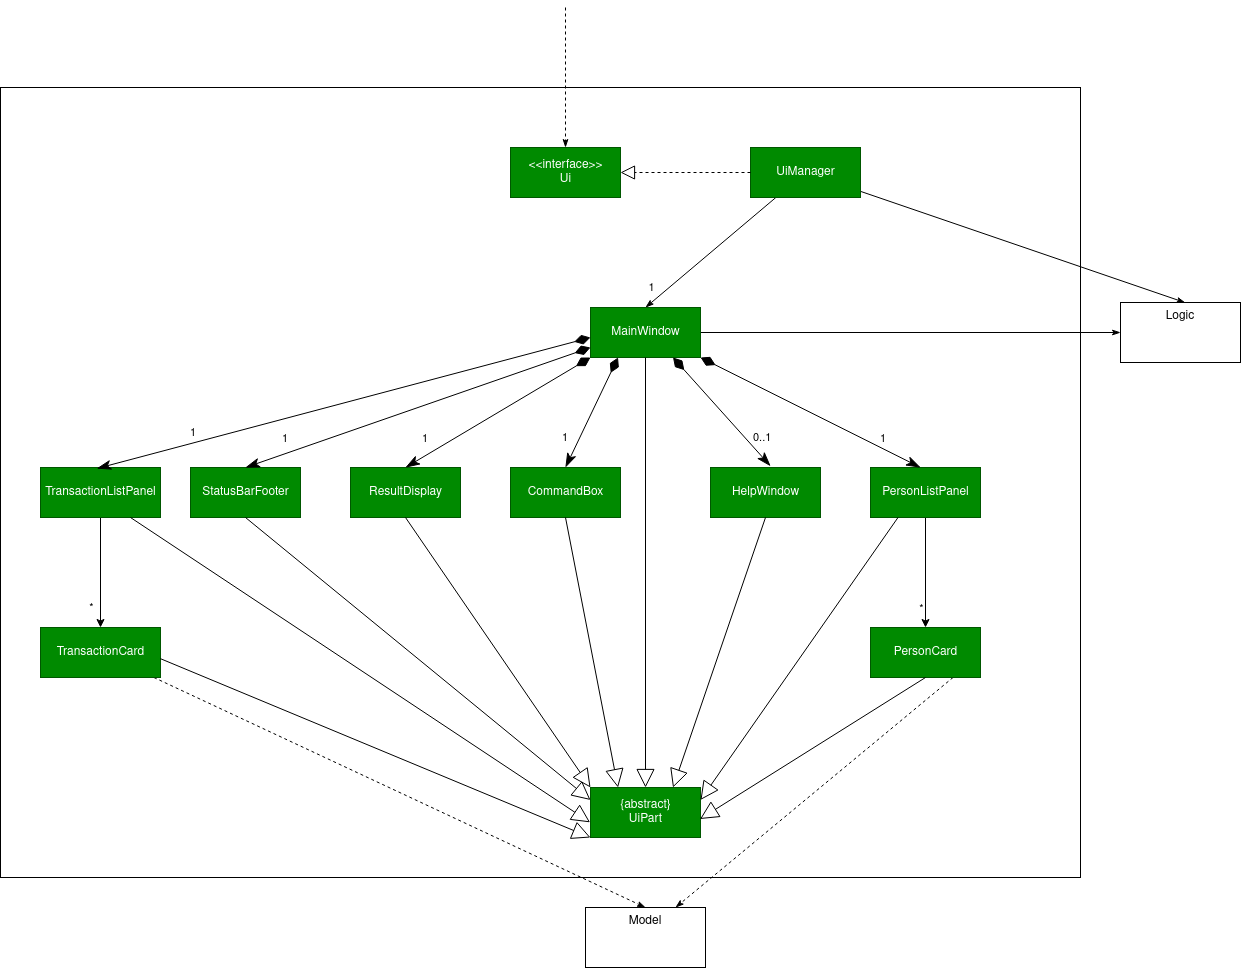 <<interface>>
Ui
UiManager
1
MainWindow
Logic
1
1
1
1
0..1
1
TransactionListPanel
StatusBarFooter
ResultDisplay
CommandBox
HelpWindow
PersonListPanel
*
*
TransactionCard
PersonCard
{abstract}
UiPart
Model